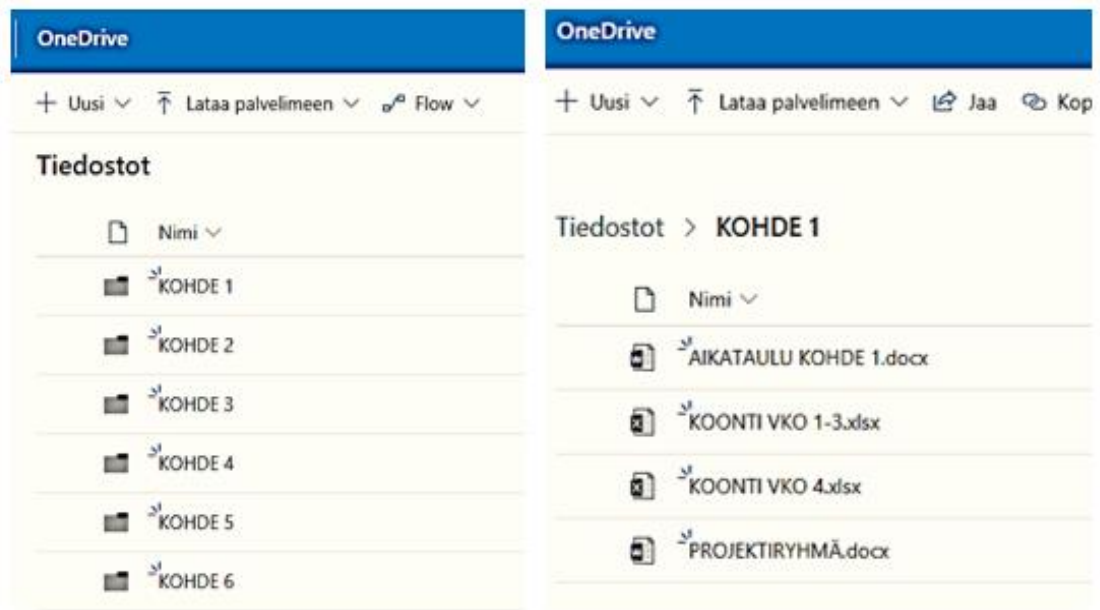 OneDrive
Uusi Lataa palvelimeen Flow
Tiedostot
Nimi
KOHDE 1
KOHDE 2
KOHDE 3
KOHDE 4
KOHDE 5
KOHDE 6
OneDrive
Uusi Lataa palvelimeen Jaa Kop
Tiedostot > KOHDE 1
Nimi
AIKATAULU KOHDE 1.docx
KOONTI VKO 1-3.xlsx
KOONTI VKO 4.xlsx
PROJEKTIRYHMÄ.docx